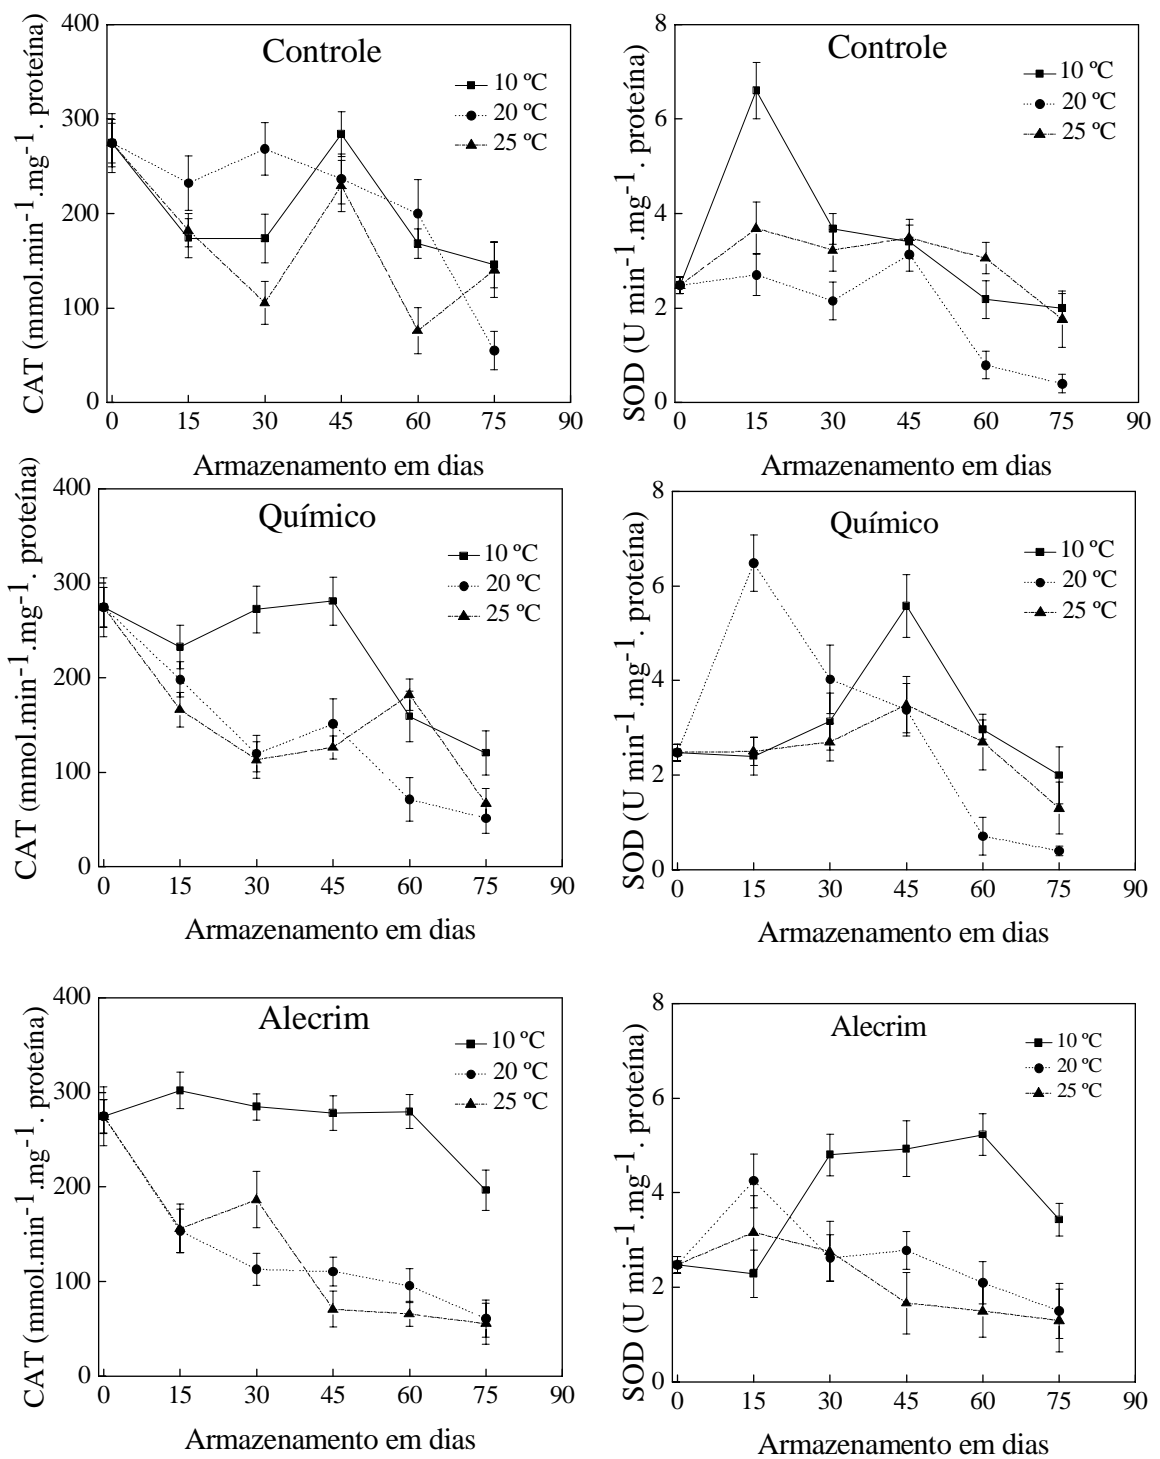 CAT (mmol.min-1.mg-1. proteína)
400
300
200
100
0
Controle
10 ºC
20 ºC
25 ºC
0 15 30 45 60 75 90
Armazenamento em dias
SOD (U min-1.mg-1. proteína)
8
6
4
2
0
Controle
10 ºC
20 ºC
25 ºC
0 15 30 45 60 75 90
Armazenamento em dias
CAT (mmol.min-1.mg-1. proteína)
400
300
200
100
0
Químico
10 ºC
20 ºC
25 ºC
0 15 30 45 60 75 90
Armazenamento em dias
SOD (U min-1.mg-1. proteína)
8
6
4
2
0
Químico
10 ºC
20 ºC
25 ºC
0 15 30 45 60 75 90
Armazenamento em dias
CAT (mmol.min-1.mg-1. proteína)
400
300
200
100
0
Alecrim
10 ºC
20 ºC
25 ºC
0 15 30 45 60 75 90
Armazenamento em dias
SOD (U min-1.mg-1. proteína)
8
6
4
2
0
Alecrim
10 ºC
20 ºC
25 ºC
0 15 30 45 60 75 90
Armazenamento em dias